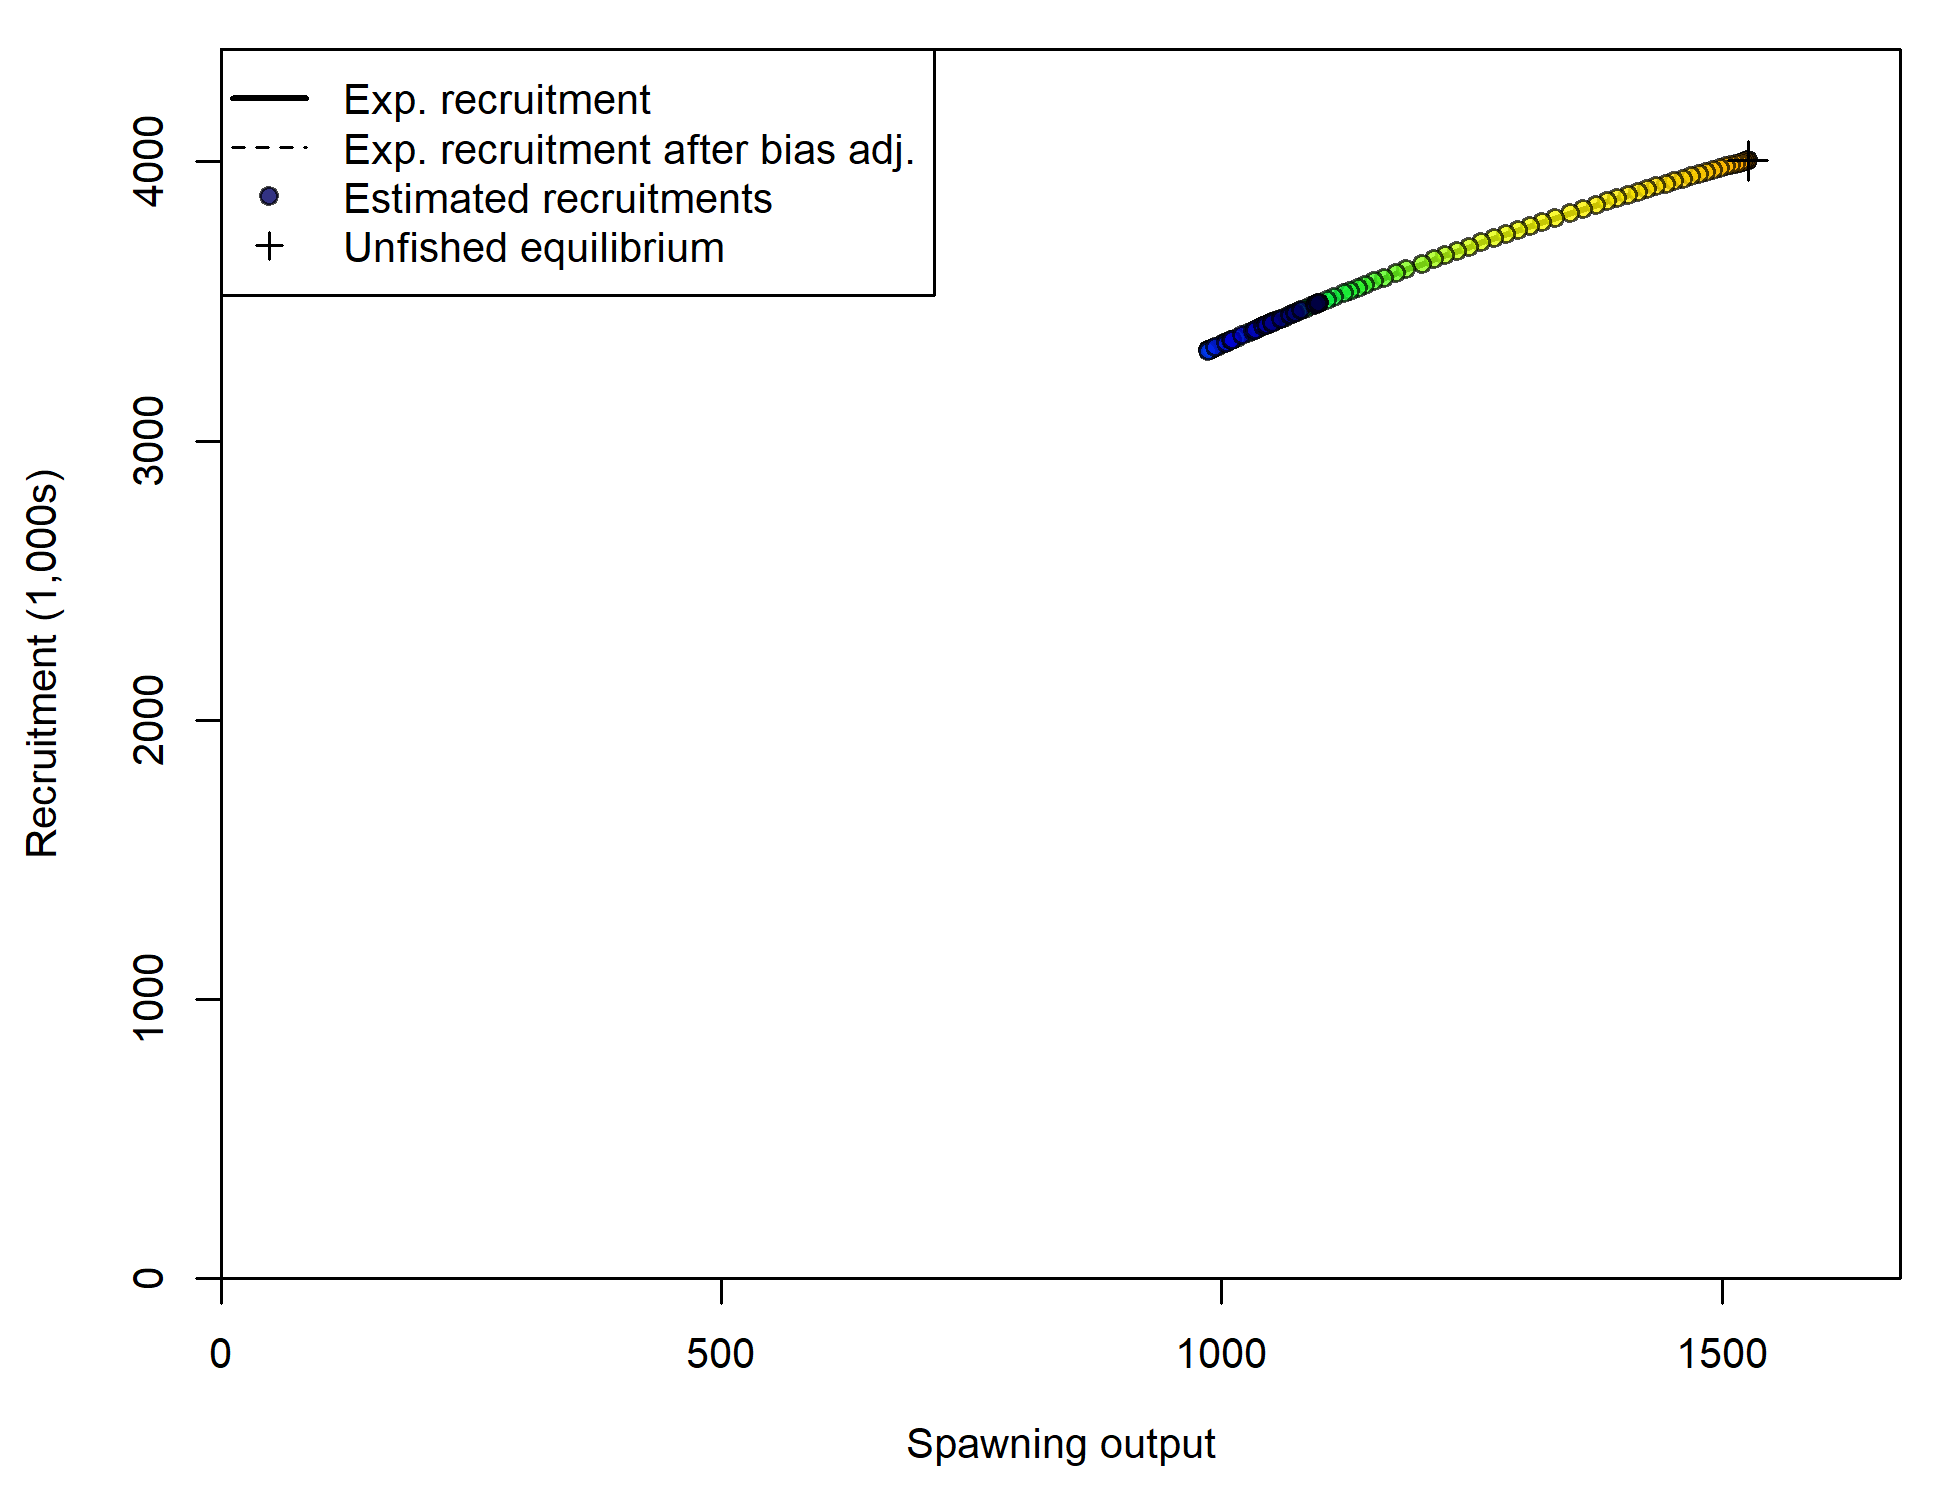 Exp. recruitment
Exp. recruitment after bias adj.
Estimated recruitments
Unfished equilibrium
4000
3000
2000
1000
0
Recruitment (1,000s)
0 500 1000 1500
Spawning output